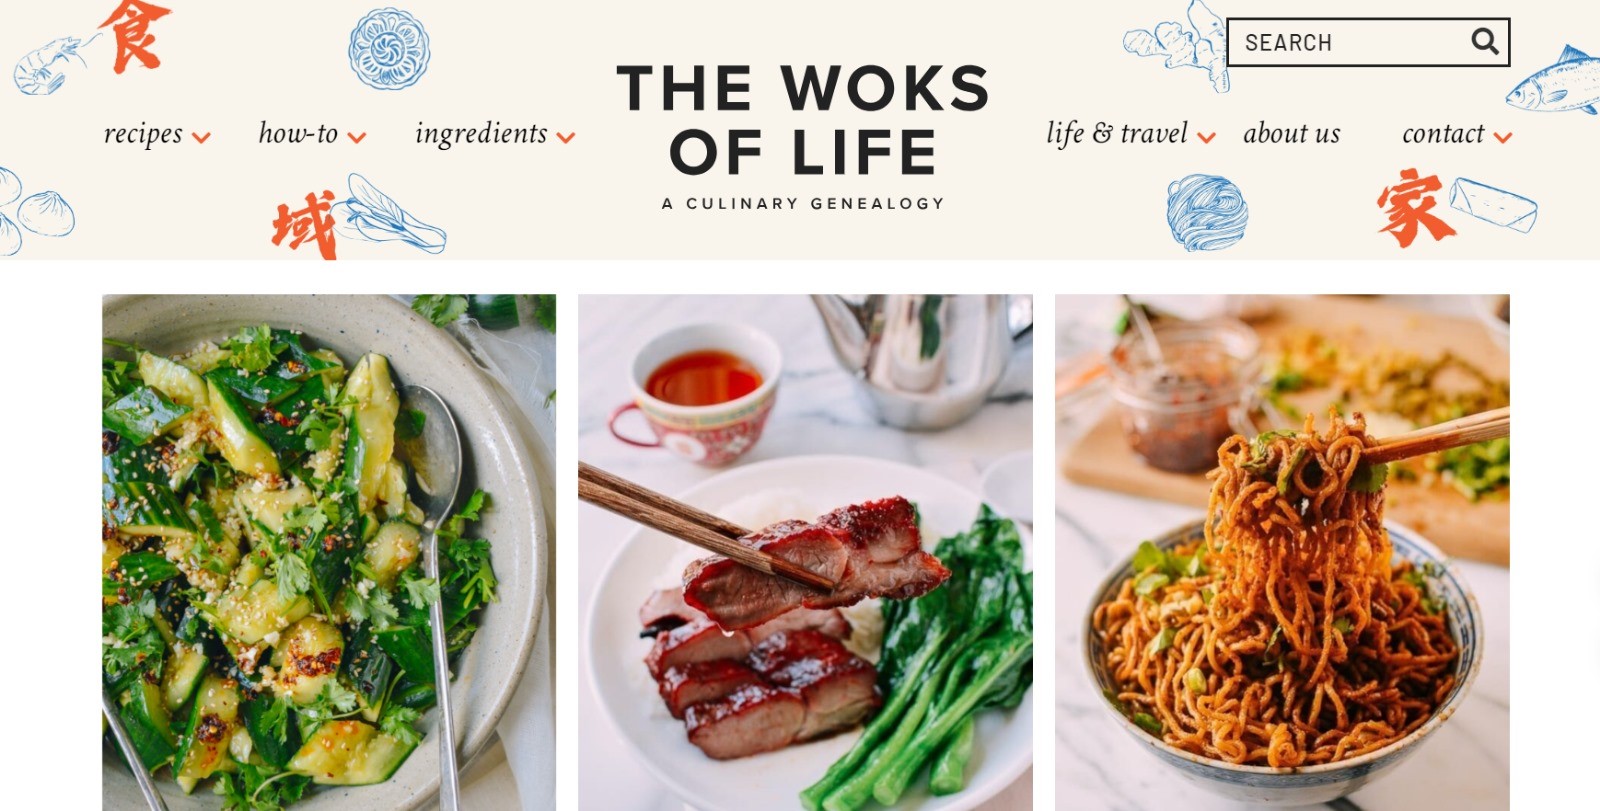 食
SEARCH
THE WOKS
OF LIFE
recipes
how-to
ingredients
life & travel
about us
contact
A CULINARY GENEALOGY
域
家